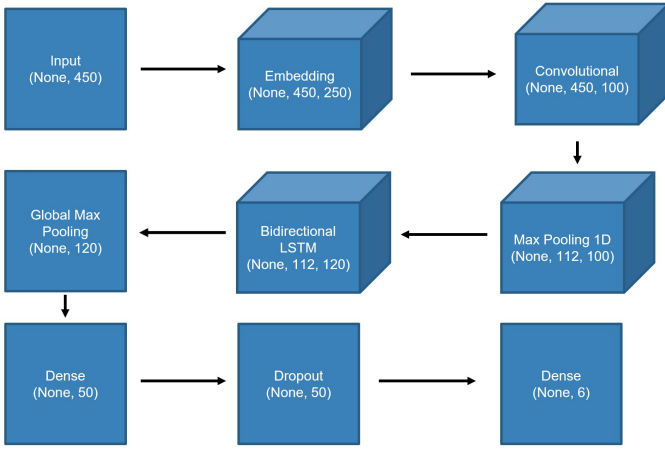 Input
(None, 450)
Embedding
(None, 450, 250)
Convolutional
(None, 450, 100)
Global Max
Pooling
(None, 120)
Bidirectional
LSTM
(None, 112, 120)
Max Pooling 1D
(None, 112, 100)
Dense
(None, 50)
Dropout
(None, 50)
Dense
(None, 6)